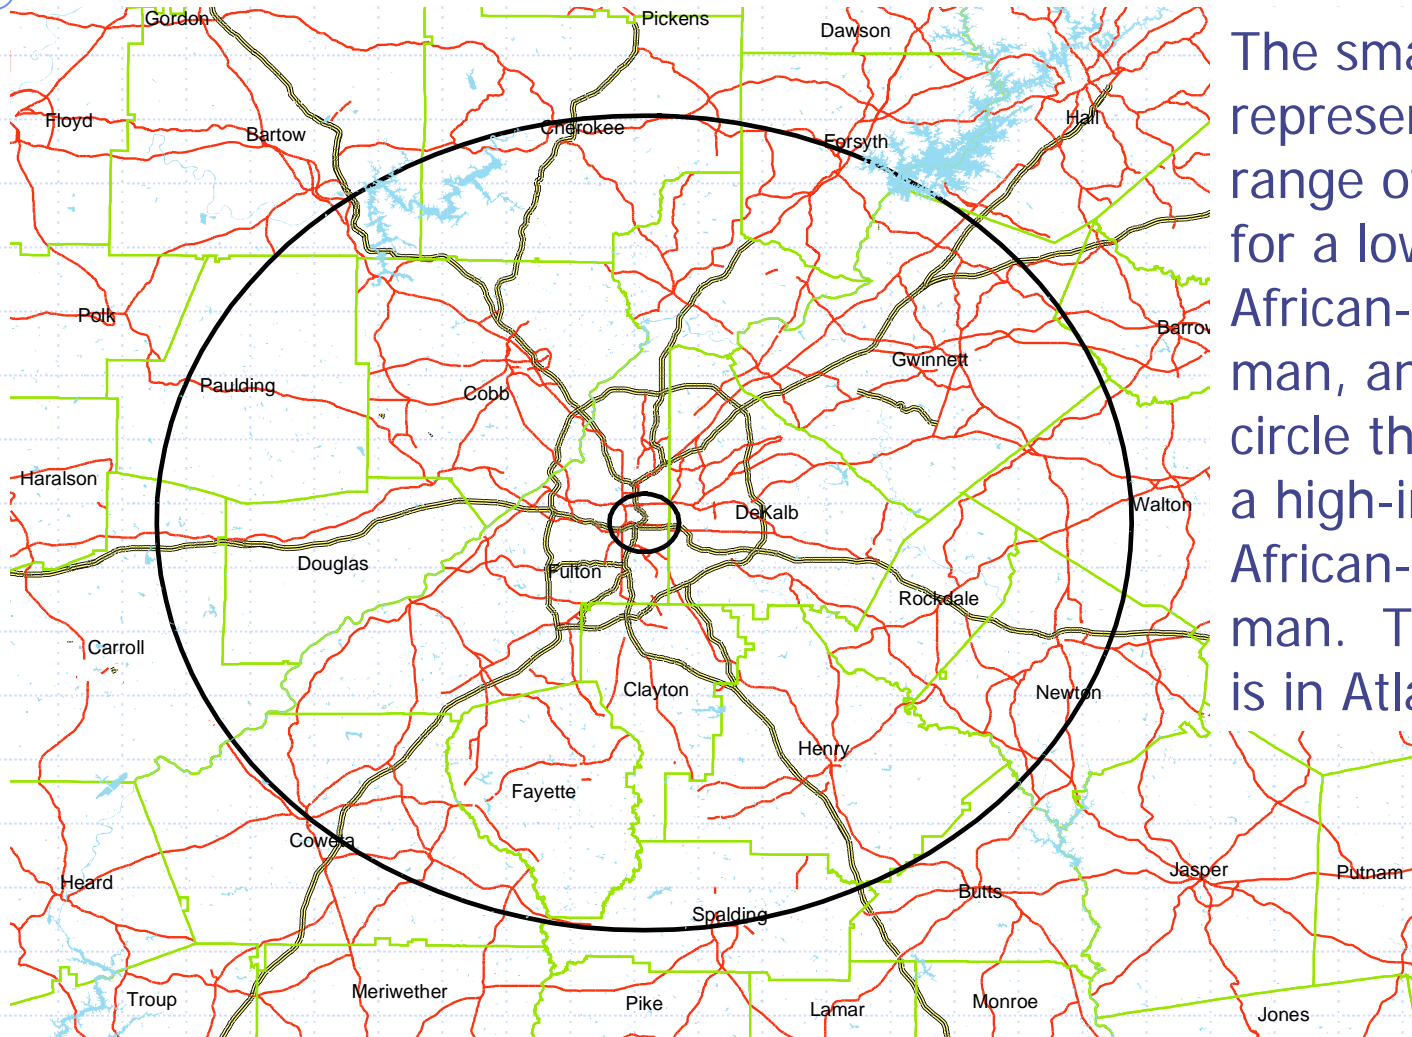 Gordon
Pickens
Dawson
Floyd
Bartow
Cherokee
Forsyth
Hall
Polk
Paulding
Cobb
Gwinnett
Barrow
Haralson
DeKalb
Walton
Douglas
Fulton
Rockdale
Carroll
Clayton
Newton
Henry
Fayette
Coweta
Heard
Spalding
Butts
Jasper
Putnam
Troup
Meriwether
Pike
Lamar
Monroe
Jones
The sma
represen
range of
for a low
African-
man, an
circle th
a high-in
African-
man. T
is in Atla